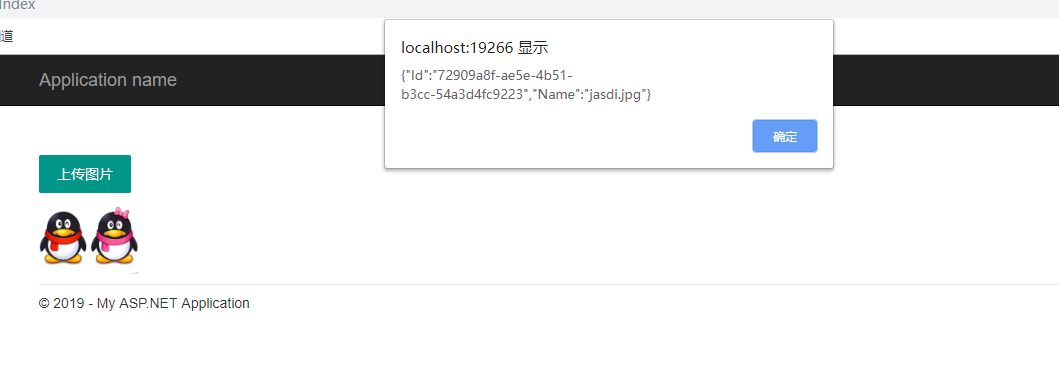 Index
道
localhost:19266 显示
{"Id":"72909a8f-ae5e-4b51-
b3cc-54a3d4fc9223","Name":"jasdi.jpg"}
确定
Application name
上传图片
© 2019 - My ASP.NET Application